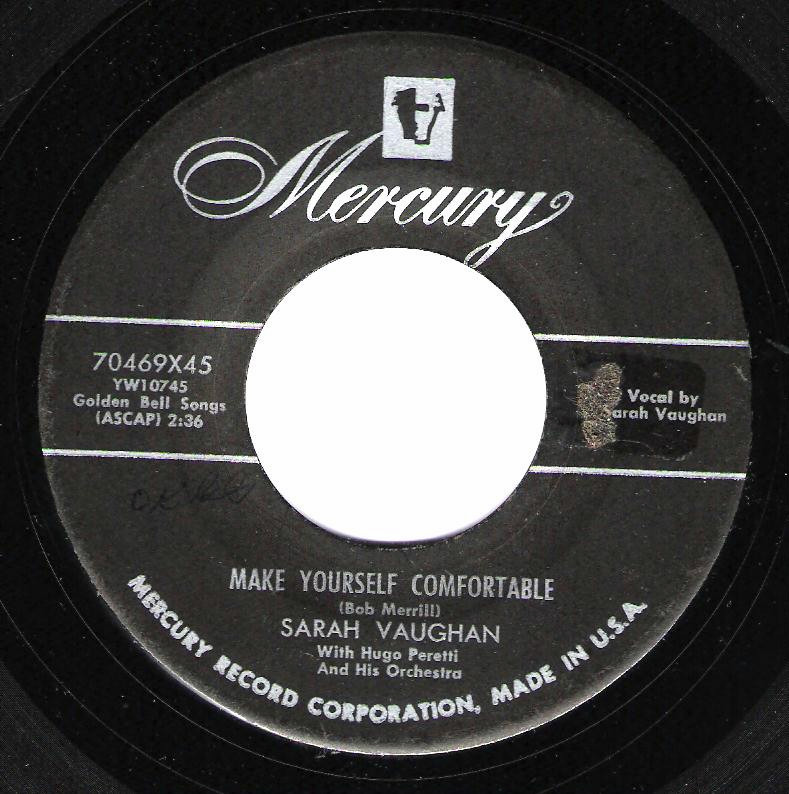 Mercury
70469X45
YW10745
Golden Bell Songs
(ASCAP) 2:36
Vocal by
arah Vaughan
MAKE YOURSELF COMFORTABLE
(Bob Merrill)
SARAH VAUGHAN
With Hugo Peretti
And His Orchestra
MERCURY RECORD CORPORATION, MADE IN U.S.A.